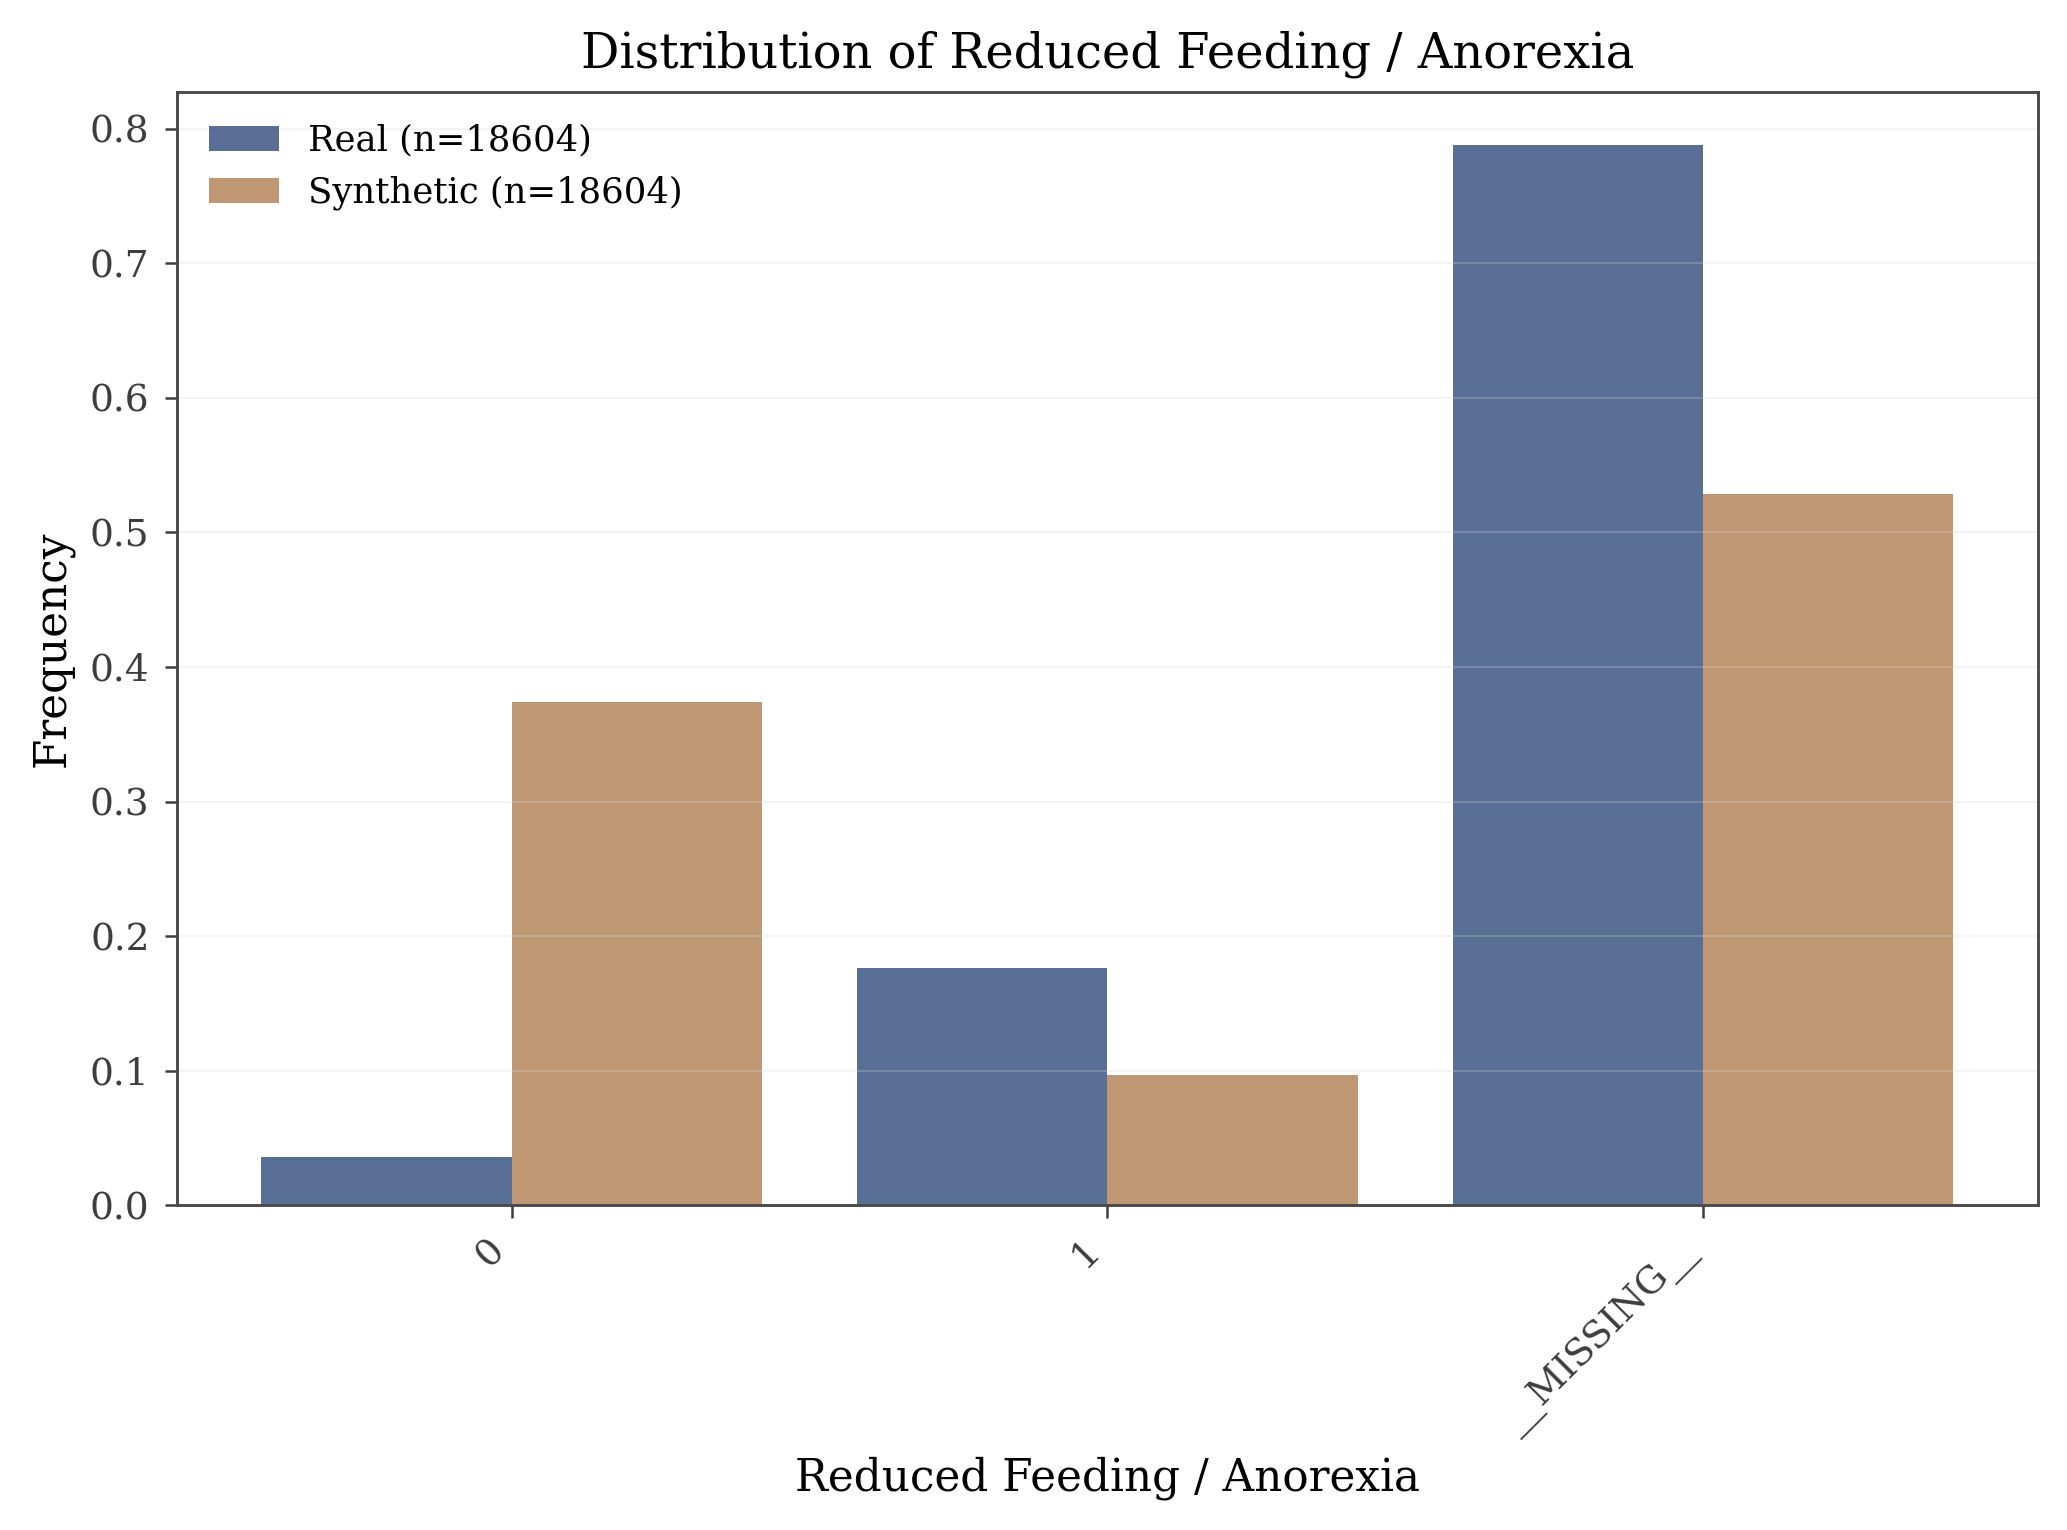 Distribution of Reduced Feeding / Anorexia
Real (n=18604)
Synthetic (n=18604)
Frequency
0.8
0.7
0.6
0.5
0.4
0.3
0.2
0.1
0.0
0
1
__MISSING__
Reduced Feeding / Anorexia